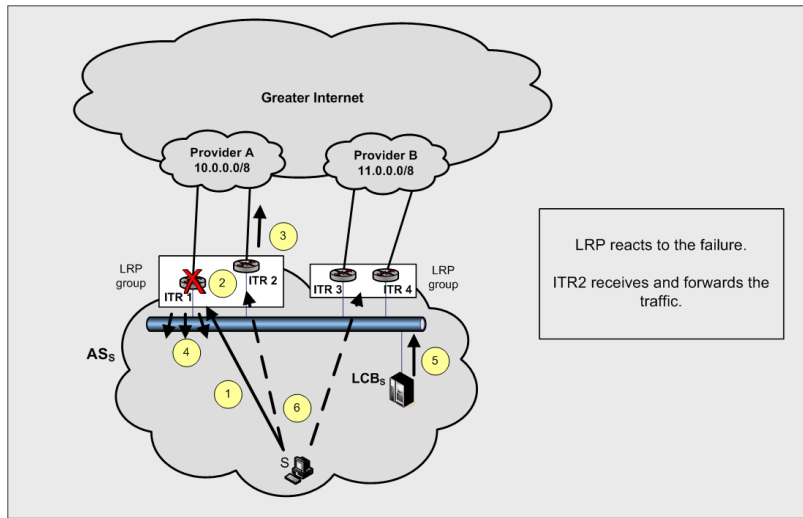 Greater Internet
Provider A
10.0.0.0/8
Provider B
11.0.0.0/8
3
LRP
group
ITR 1
2
ITR 2
ITR 3
ITR 4
LRP
group
LRP reacts to the failure.
ITR2 receives and forwards the
traffic.
ASS
4
LCBS
5
1
6
S